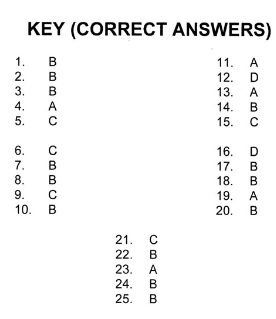 KEY (CORRECT ANSWERS)
1. B
2. B
3. B
4. A
5. C
6. C
7. B
8. B
9. C
10. B
11. A
12. D
13. A
14. B
15. C
16. D
17. B
18. B
19. A
20. B
21. C
22. B
23. A
24. B
25. B